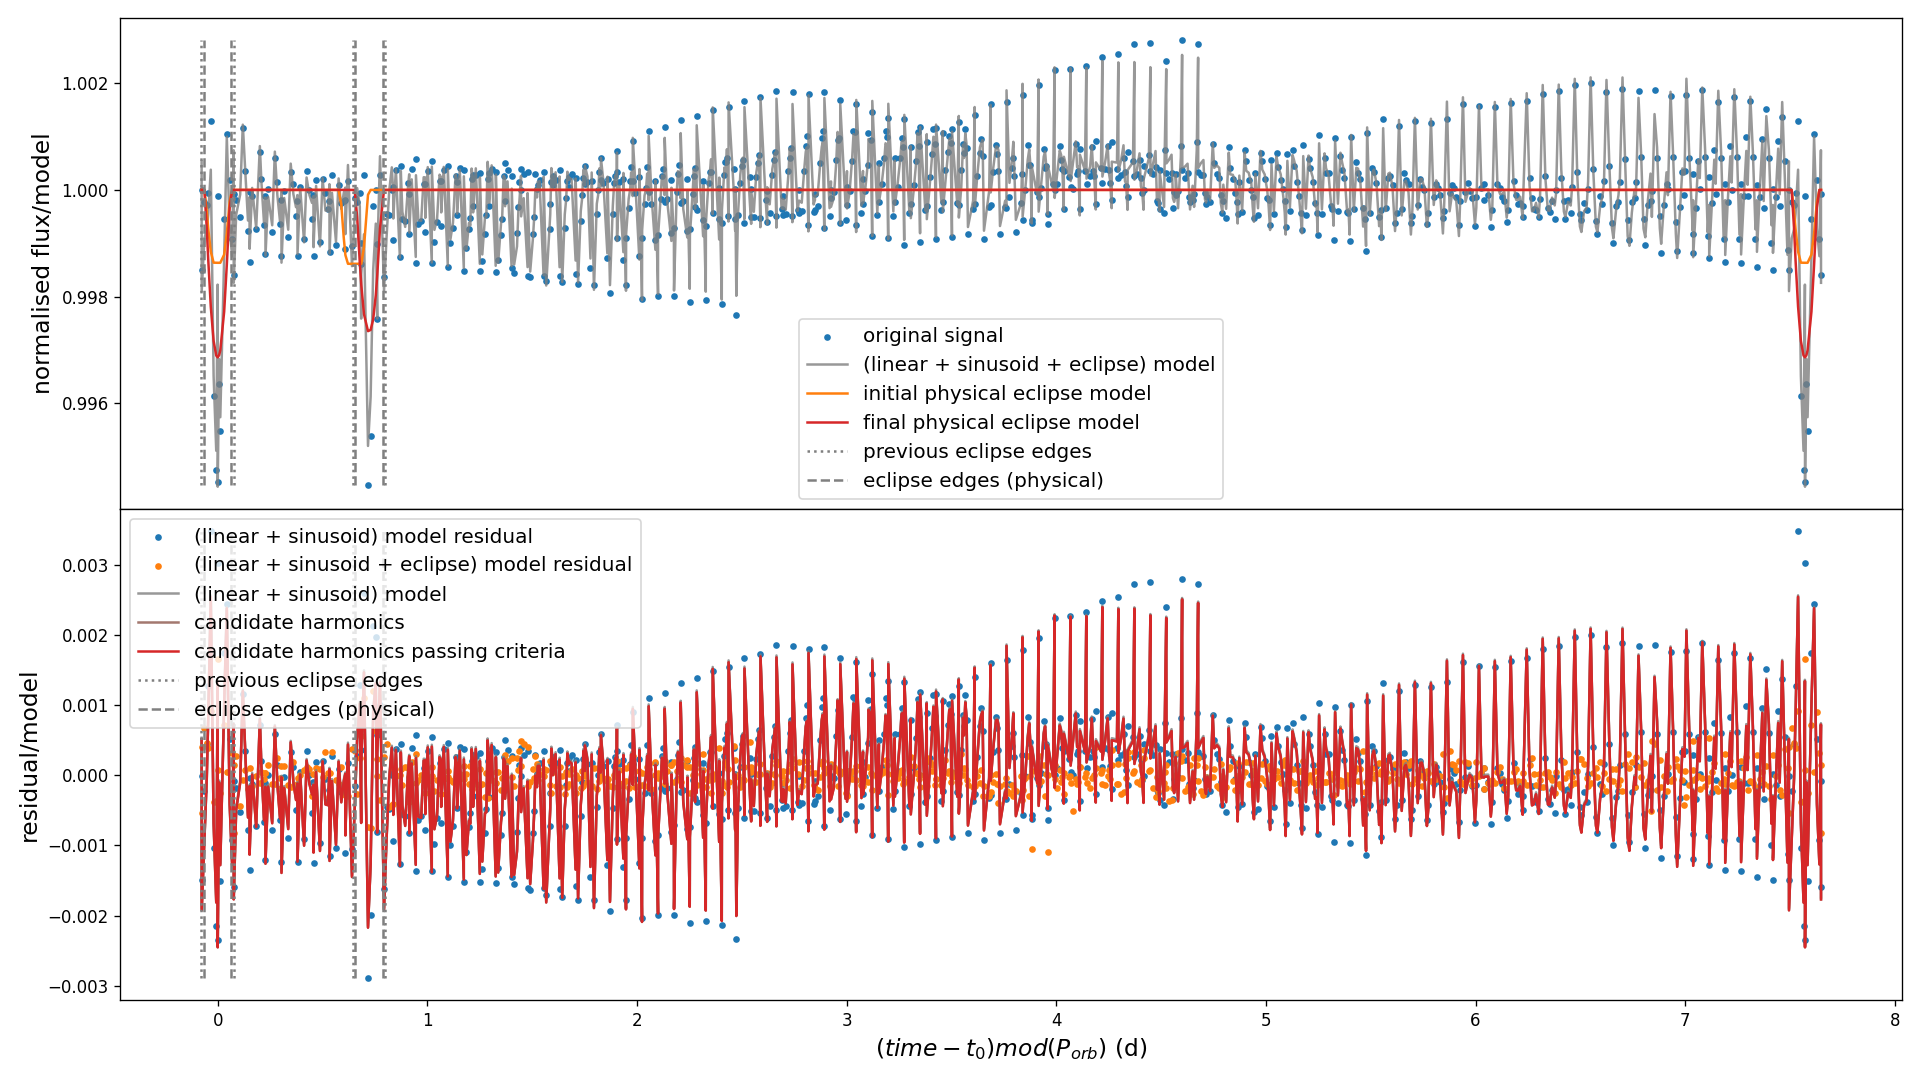 normalised flux/model
1.002
1.000
0.998
0.996
original signal
(linear + sinusoid + eclipse) model
initial physical eclipse model
final physical eclipse model
previous eclipse edges
eclipse edges (physical)
residual/model
0.003
0.002
0.001
0.000
−0.001
−0.002
−0.003
(linear + sinusoid) model residual
(linear + sinusoid + eclipse) model residual
(linear + sinusoid) model
candidate harmonics
candidate harmonics passing criteria
previous eclipse edges
eclipse edges (physical)
0 1 2 3 4 5 6 7 8
(time − t₀)mod(P_orb) (d)